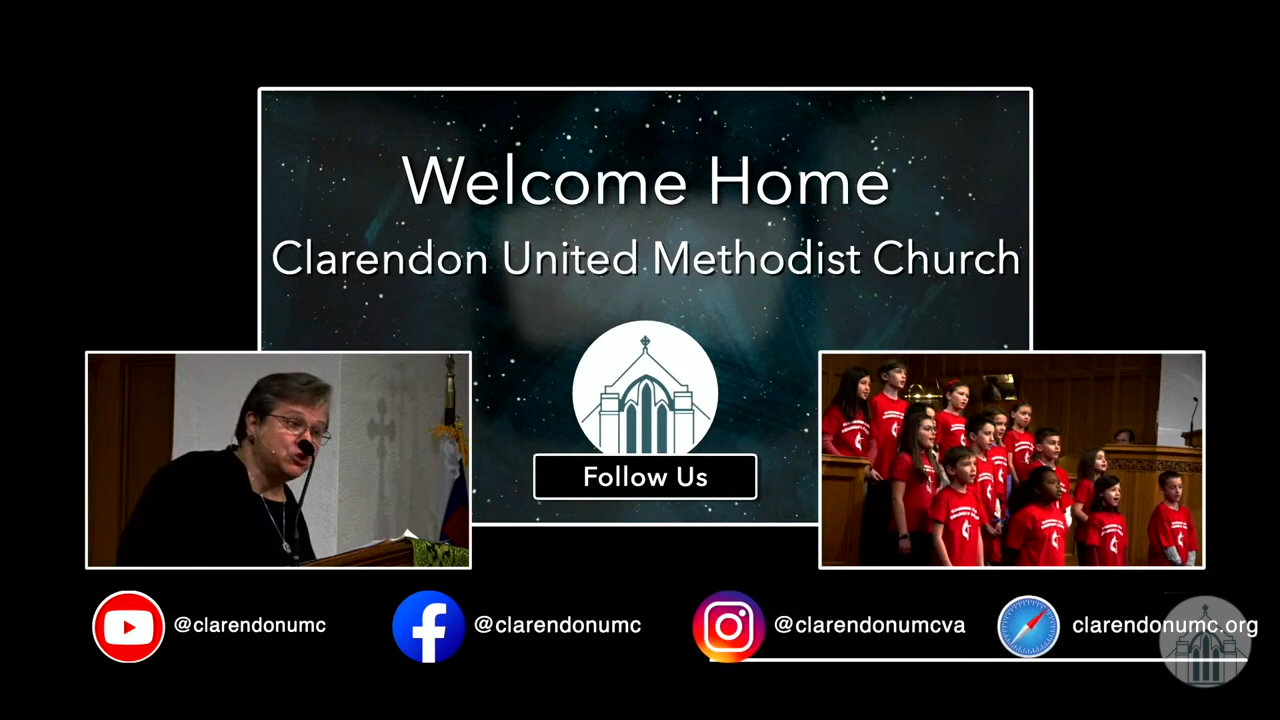 Welcome Home
Clarendon United Methodist Church
Follow Us
@clarendonumc
@clarendonumc
@clarendonumcva
clarendonumc.org